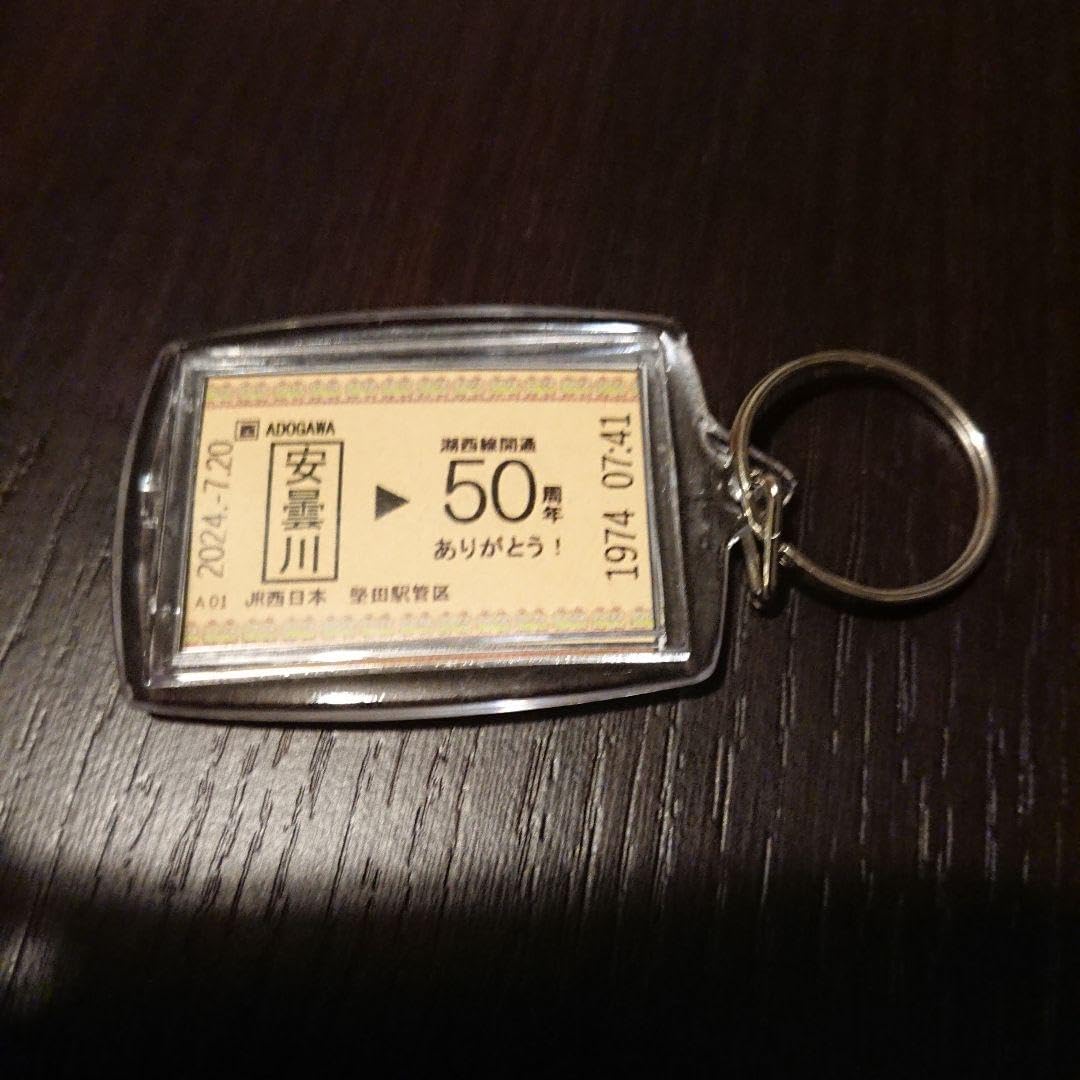 西 ADOGAWA
安曇川
▶
湖西線開通
50周年
ありがとう!
2024.-7.20
1974 07:41
A01 JR西日本 堅田駅管区